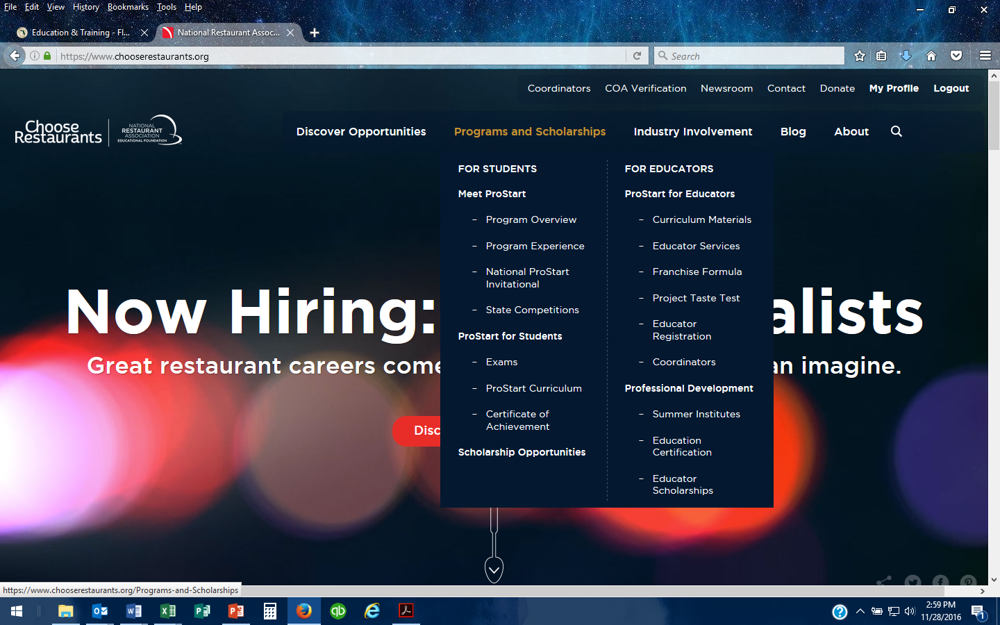 File Edit View History Bookmarks Tools Help
Education & Training - Fl...
National Restaurant Assoc...
https://www.chooserestaurants.org
Search
Coordinators COA Verification Newsroom Contact Donate My Profile Logout
Choose
Restaurants
NATIONAL
RESTAURANT
ASSOCIATION
EDUCATIONAL FOUNDATION
Discover Opportunities Programs and Scholarships Industry Involvement Blog About
FOR STUDENTS
Meet ProStart
– Program Overview
– Program Experience
– National ProStart
Invitational
– State Competitions
ProStart for Students
– Exams
– ProStart Curriculum
– Certificate of
Achievement
Scholarship Opportunities
FOR EDUCATORS
ProStart for Educators
– Curriculum Materials
– Educator Services
– Franchise Formula
– Project Taste Test
– Educator
Registration
– Coordinators
Professional Development
– Summer Institutes
– Education
Certification
– Educator
Scholarships
Now Hiring: alists
Great restaurant careers come an imagine.
Disc
https://www.chooserestaurants.org/Programs-and-Scholarships
2:59 PM
11/28/2016
1